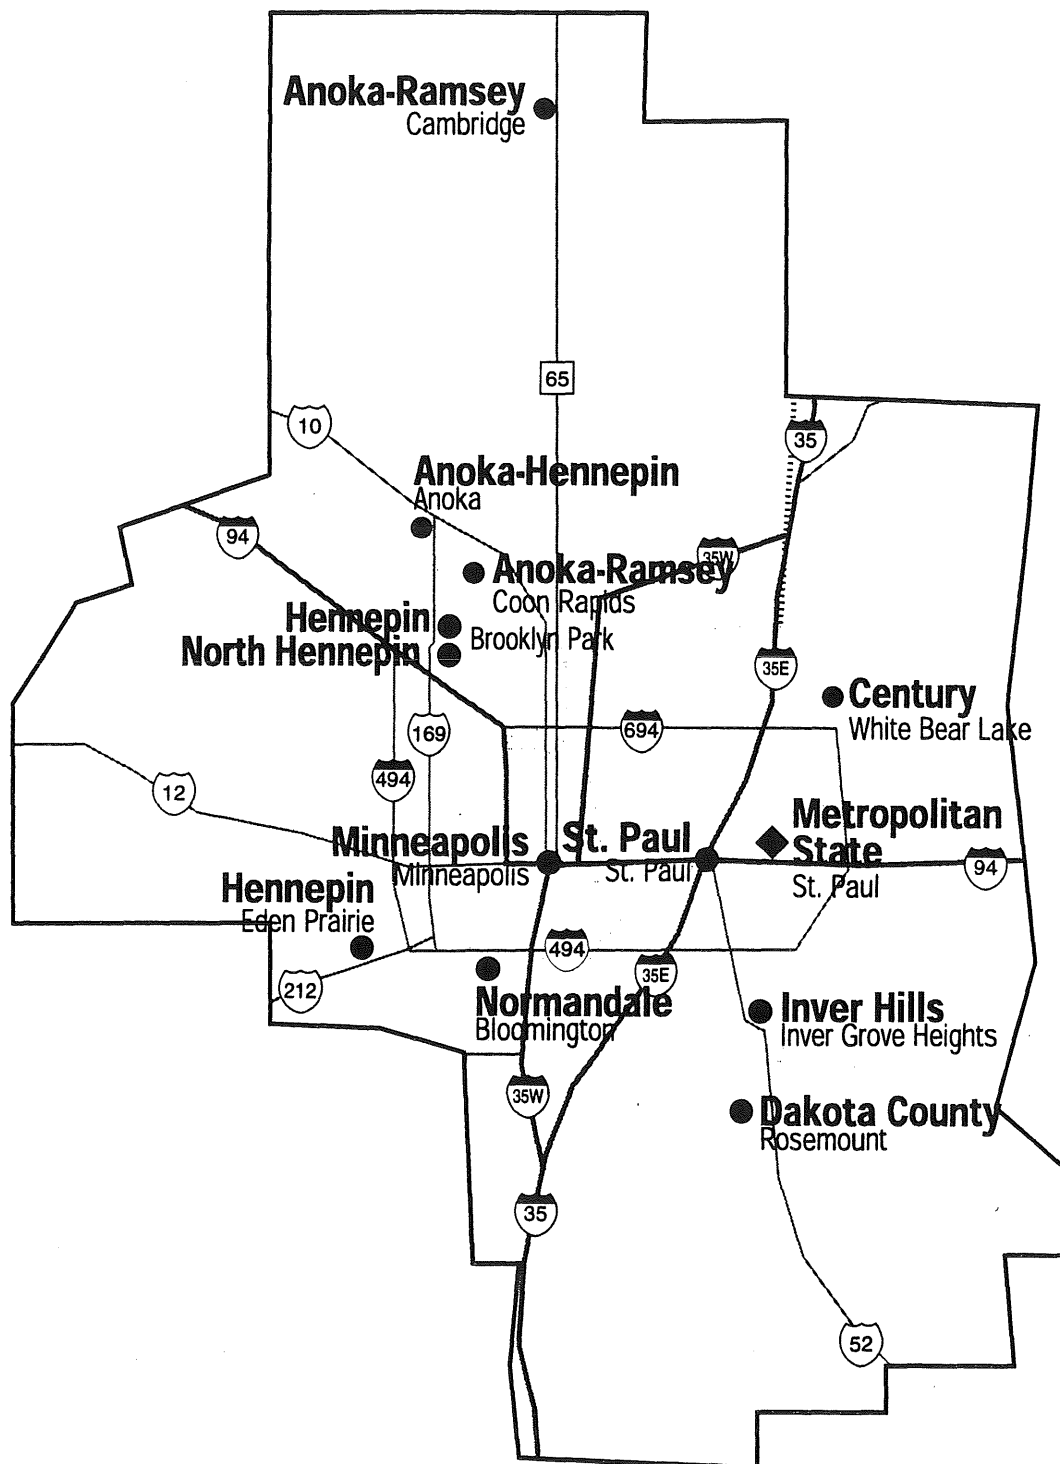 Anoka-Ramsey
Cambridge
65
10
35
Anoka-Hennepin
Anoka
94
35W
Anoka-Ramsey
Coon Rapids
Hennepin
Brooklyn Park
North Hennepin
35E
Century
White Bear Lake
169
694
494
12
Metropolitan
State
St. Paul
Minneapolis
Minneapolis
St. Paul
St. Paul
94
Hennepin
Eden Prairie
494
35E
212
Normandale
Bloomington
Inver Hills
Inver Grove Heights
35W
Dakota County
Rosemount
35
52